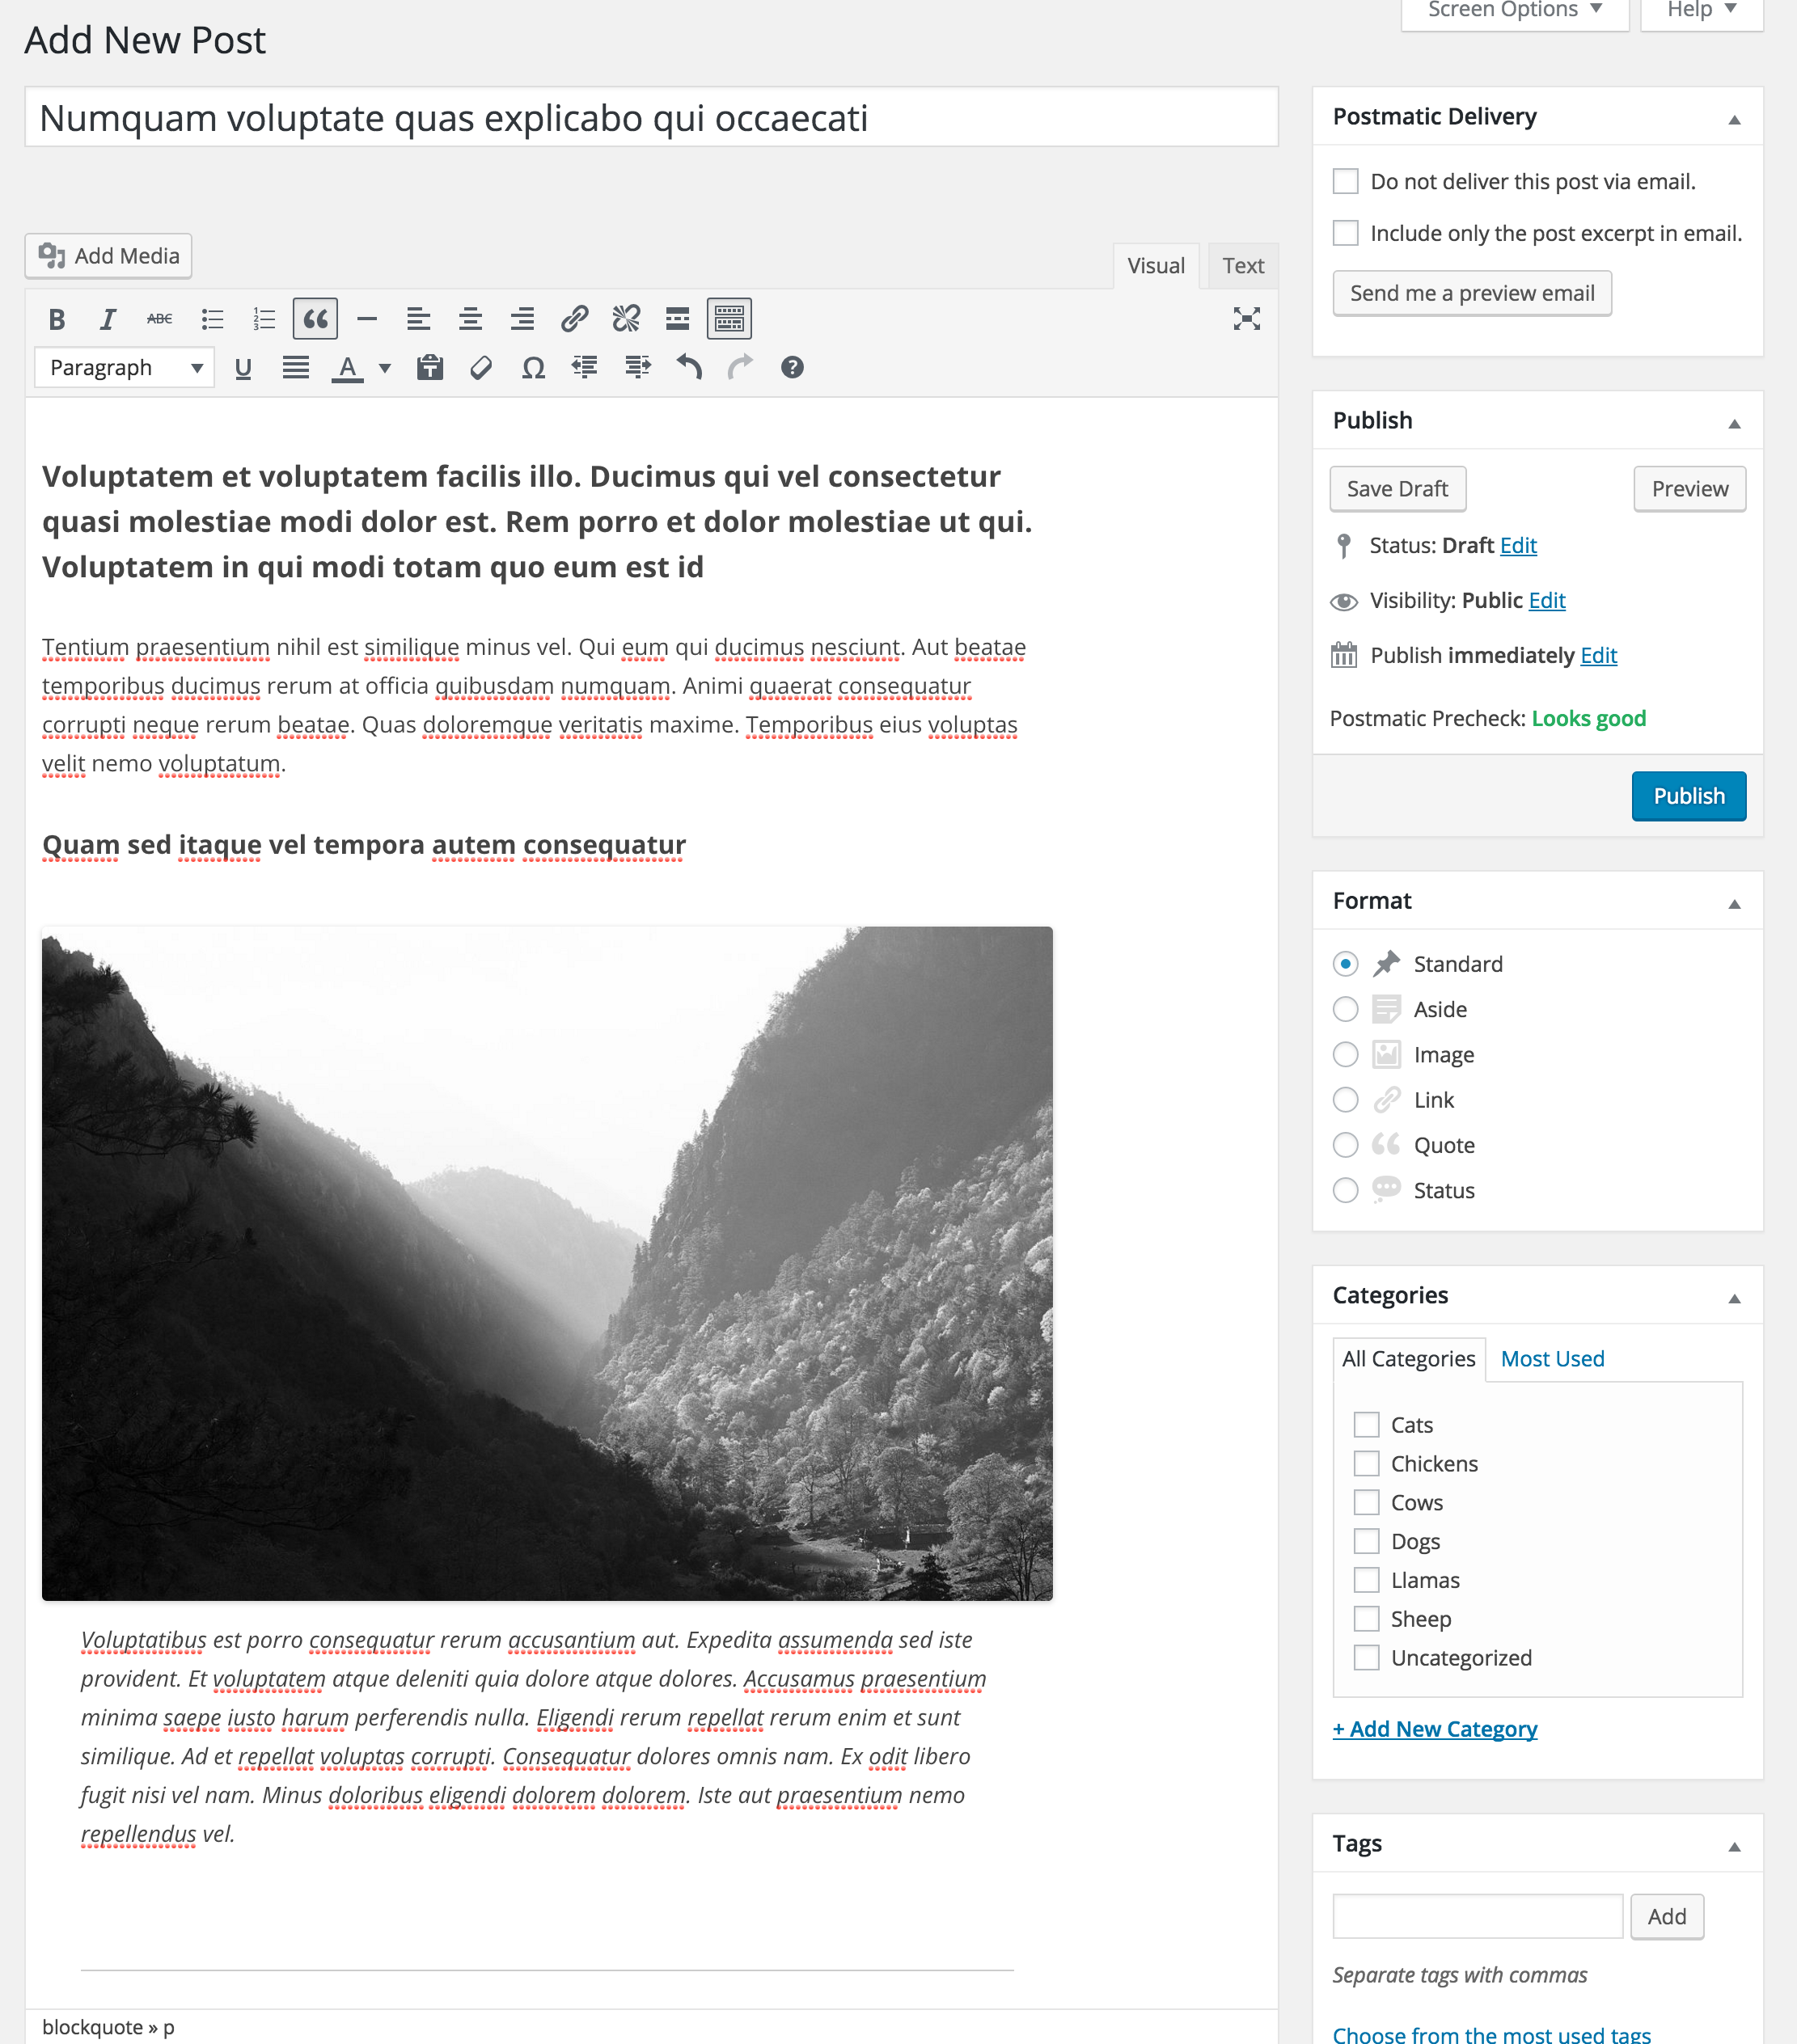 Screen Options
Help
Add New Post
Numquam voluptate quas explicabo qui occaecati
Add Media
Visual
Text
B I ABC
Paragraph
U
A
Voluptatem et voluptatem facilis illo. Ducimus qui vel consectetur
quasi molestiae modi dolor est. Rem porro et dolor molestiae ut qui.
Voluptatem in qui modi totam quo eum est id
Tentium praesentium nihil est similique minus vel. Qui eum qui ducimus nesciunt. Aut beatae
temporibus ducimus rerum at officia quibusdam numquam. Animi quaerat consequatur
corrupti neque rerum beatae. Quas doloremque veritatis maxime. Temporibus eius voluptas
velit nemo voluptatum.
Quam sed itaque vel tempora autem consequatur
Voluptatibus est porro consequatur rerum accusantium aut. Expedita assumenda sed iste
provident. Et voluptatem atque deleniti quia dolore atque dolores. Accusamus praesentium
minima saepe iusto harum perferendis nulla. Eligendi rerum repellat rerum enim et sunt
similique. Ad et repellat voluptas corrupti. Consequatur dolores omnis nam. Ex odit libero
fugit nisi vel nam. Minus doloribus eligendi dolorem dolorem. Iste aut praesentium nemo
repellendus vel.
blockquote » p
Postmatic Delivery
Do not deliver this post via email.
Include only the post excerpt in email.
Send me a preview email
Publish
Save Draft
Preview
Status: Draft Edit
Visibility: Public Edit
Publish immediately Edit
Postmatic Precheck: Looks good
Publish
Format
Standard
Aside
Image
Link
Quote
Status
Categories
All Categories
Most Used
Cats
Chickens
Cows
Dogs
Llamas
Sheep
Uncategorized
+ Add New Category
Tags
Add
Separate tags with commas
Choose from the most used tags